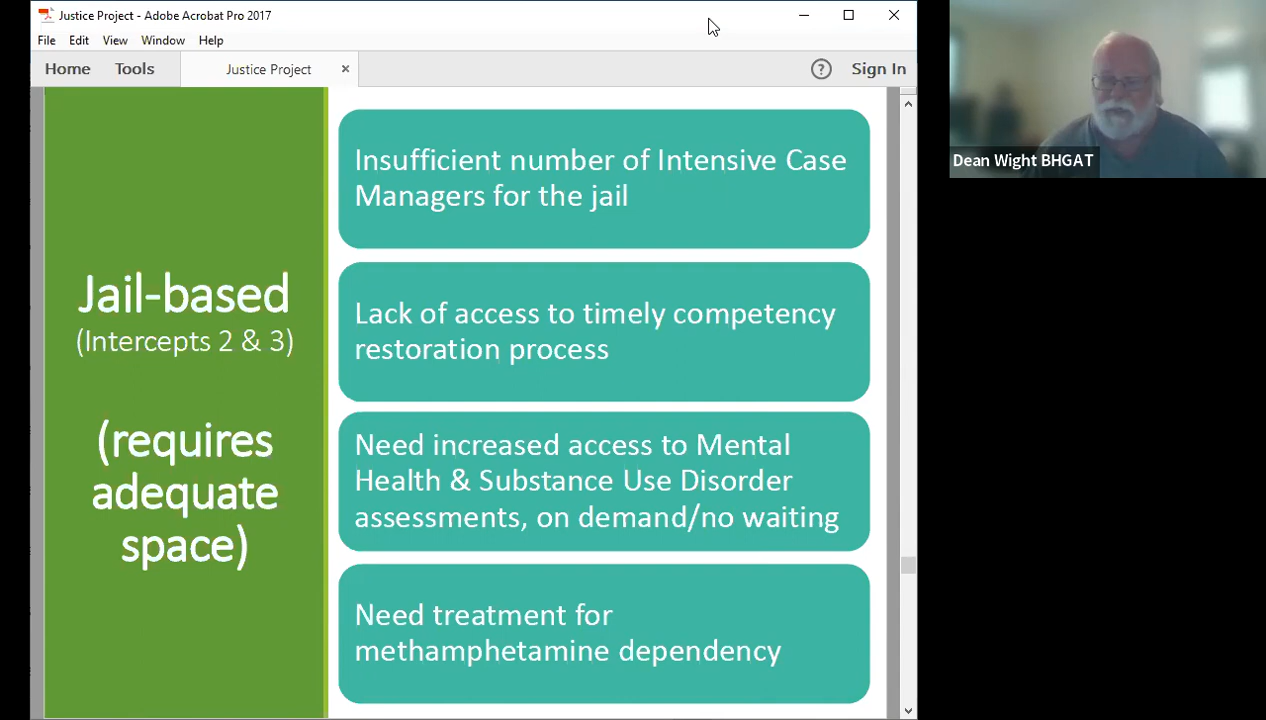 Justice Project - Adobe Acrobat Pro 2017
File Edit View Window Help
Home Tools Justice Project × ? Sign In
Jail-based
(Intercepts 2 & 3)
(requires
adequate
space)
Insufficient number of Intensive Case
Managers for the jail
Lack of access to timely competency
restoration process
Need increased access to Mental
Health & Substance Use Disorder
assessments, on demand/no waiting
Need treatment for
methamphetamine dependency
Dean Wight BHGAT